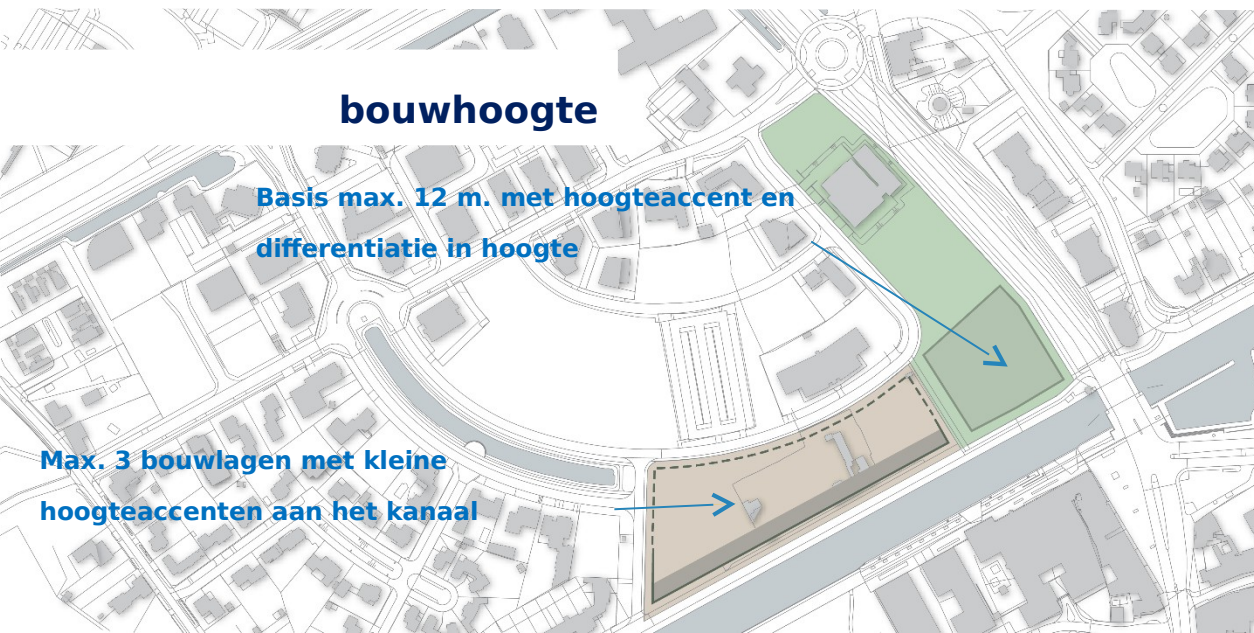 bouwhoogte
Basis max. 12 m. met hoogteaccent en
differentiatie in hoogte
Max. 3 bouwlagen met kleine
hoogteaccenten aan het kanaal